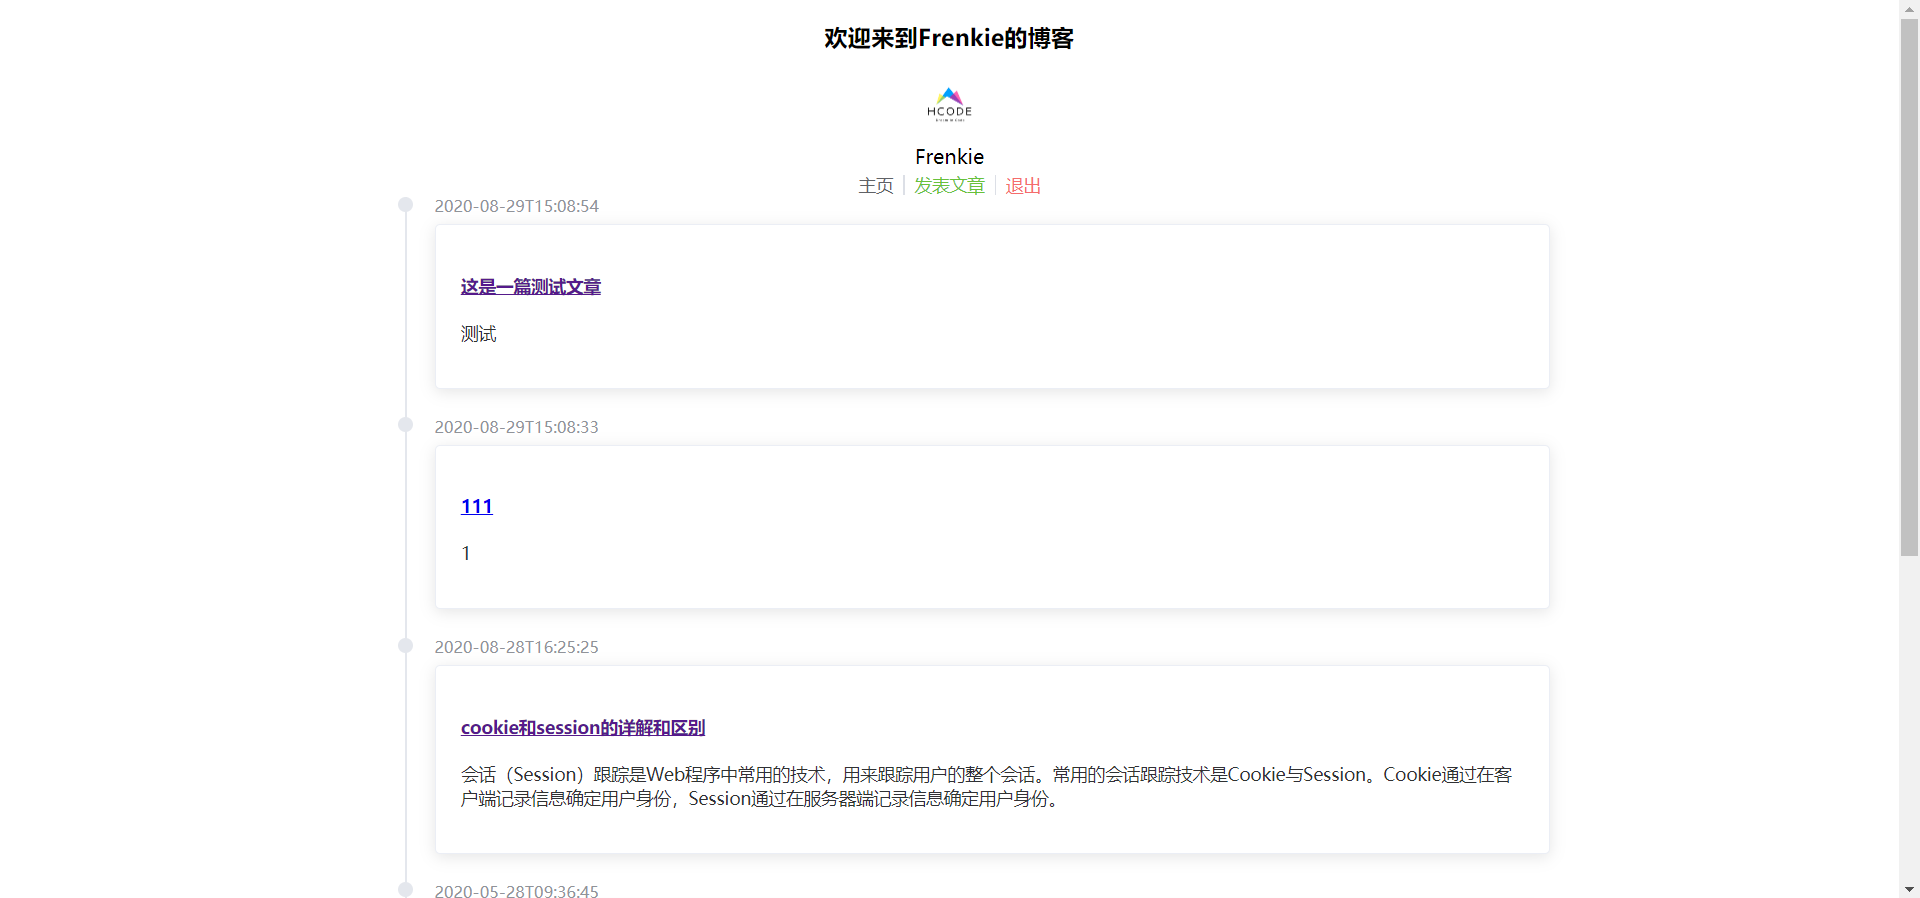 欢迎来到Frenkie的博客
HCODE
Frenkie
主页 发表文章 退出
2020-08-29T15:08:54
这是一篇测试文章
测试
2020-08-29T15:08:33
111
1
2020-08-28T16:25:25
cookie和session的详解和区别
会话（Session）跟踪是Web程序中常用的技术，用来跟踪用户的整个会话。常用的会话跟踪技术是Cookie与Session。Cookie通过在客
户端记录信息确定用户身份，Session通过在服务器端记录信息确定用户身份。
2020-05-28T09:36:45